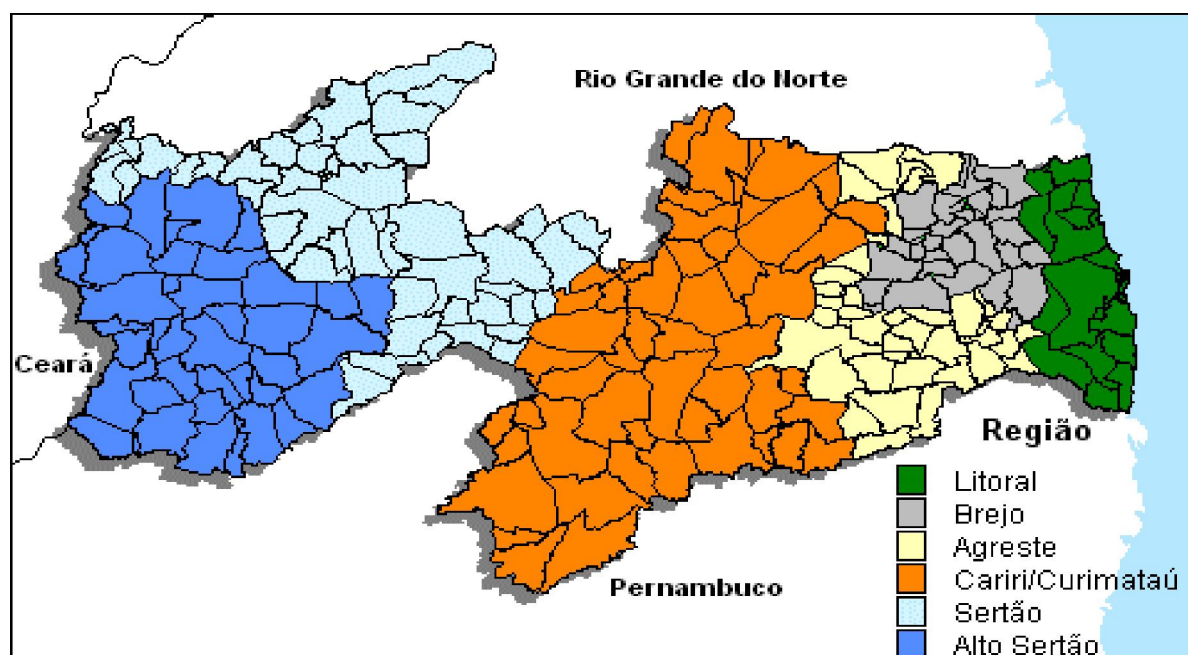 Rio Grande do Norte
Ceará
Pernambuco
Região
Litoral
Brejo
Agreste
Cariri/Curimataú
Sertão
Alto Sertão